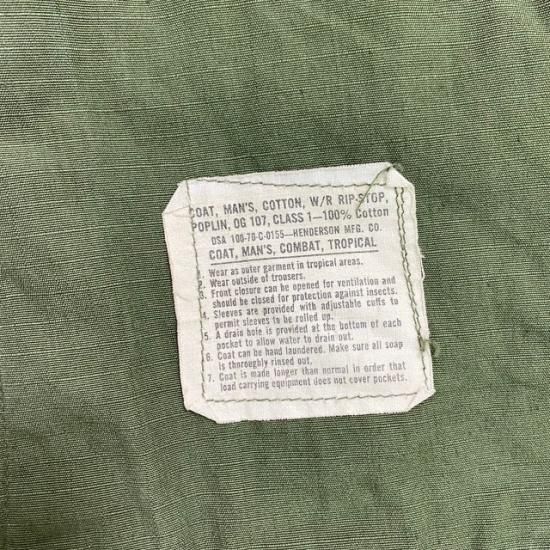 COAT, MAN'S, COTTON, W/R RIP-STOP,
POPLIN, OG 107, CLASS 1—100% Cotton
DSA 100-70-C-0155—HENDERSON MFG. CO.
COAT, MAN'S, COMBAT, TROPICAL
1. Wear as outer garment in tropical areas.
2. Wear outside of trousers.
3. Front closure can be opened for ventilation and
should be closed for protection against insects.
4. Sleeves are provided with adjustable cuffs to
permit sleeves to be rolled up.
5. A drain hole is provided at the bottom of each
pocket to allow water to drain out.
6. Coat can be hand laundered. Make sure all soap
is thoroughly rinsed out.
7. Coat is made longer than normal in order that
load carrying equipment does not cover pockets.